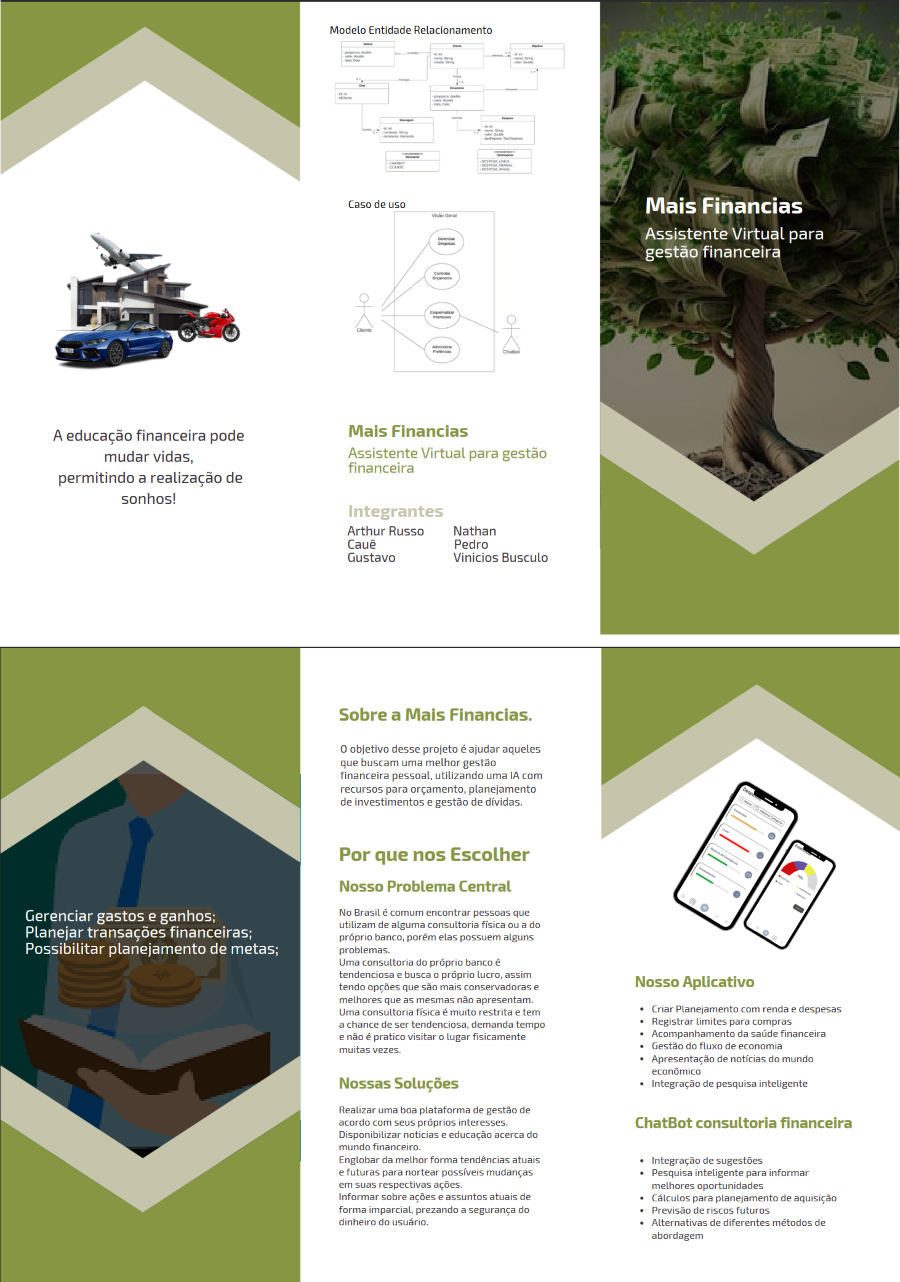 Modelo Entidade Relacionamento
Caso de uso
Visão Geral
Gerenciar
Despesas
Controlar
Orçamento
Esquematizar
Interesses
Administrar
Cliente
Chatbot
Mais Financias
Assistente Virtual para gestão
financeira
Integrantes
Arthur Russo
Cauê
Gustavo
Nathan
Pedro
Vinicios Busculo
A educação financeira pode
mudar vidas,
permitindo a realização de
sonhos!
Mais Financias
Assistente Virtual para
gestão financeira
Gerenciar gastos e ganhos;
Planejar transações financeiras;
Possibilitar planejamento de metas;
Sobre a Mais Financias.
O objetivo desse projeto é ajudar aqueles
que buscam uma melhor gestão
financeira pessoal, utilizando uma IA com
recursos para orçamento, planejamento
de investimentos e gestão de dívidas.
Por que nos Escolher
Nosso Problema Central
No Brasil é comum encontrar pessoas que
utilizam de alguma consultoria física ou a do
próprio banco, porém elas possuem alguns
problemas.
Uma consultoria do próprio banco é
tendenciosa e busca o próprio lucro, assim
tendo opções que são mais conservadoras e
melhores que as mesmas não apresentam.
Uma consultoria física é muito restrita e tem
a chance de ser tendenciosa, demanda tempo
e não é pratico visitar o lugar fisicamente
muitas vezes.
Nossas Soluções
Realizar uma boa plataforma de gestão de
acordo com seus próprios interesses.
Disponibilizar noticias e educação acerca do
mundo financeiro.
Englobar da melhor forma tendências atuais
e futuras para nortear possíveis mudanças
em suas respectivas ações.
Informar sobre ações e assuntos atuais de
forma imparcial, prezando a segurança do
dinheiro do usuário.
Nosso Aplicativo
• Criar Planejamento com renda e despesas
• Registrar limites para compras
• Acompanhamento da saúde financeira
• Gestão do fluxo de economia
• Apresentação de notícias do mundo
econômico
• Integração de pesquisa inteligente
ChatBot consultoria financeira
• Integração de sugestões
• Pesquisa inteligente para informar
melhores oportunidades
• Cálculos para planejamento de aquisição
• Previsão de riscos futuros
• Alternativas de diferentes métodos de
abordagem